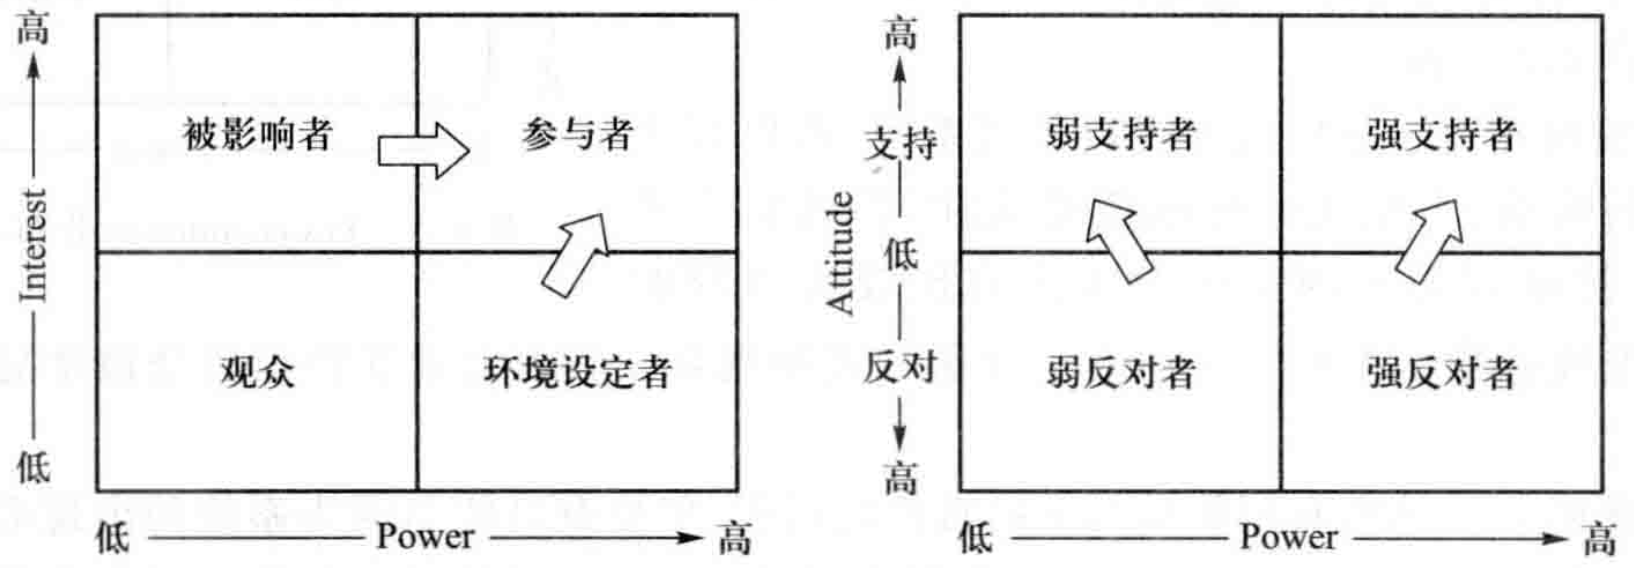 高
Interest
低
被影响者
参与者
观众
环境设定者
低
Power
高
高
支持
低
反对
高
Attitude
弱支持者
强支持者
弱反对者
强反对者
低
Power
高